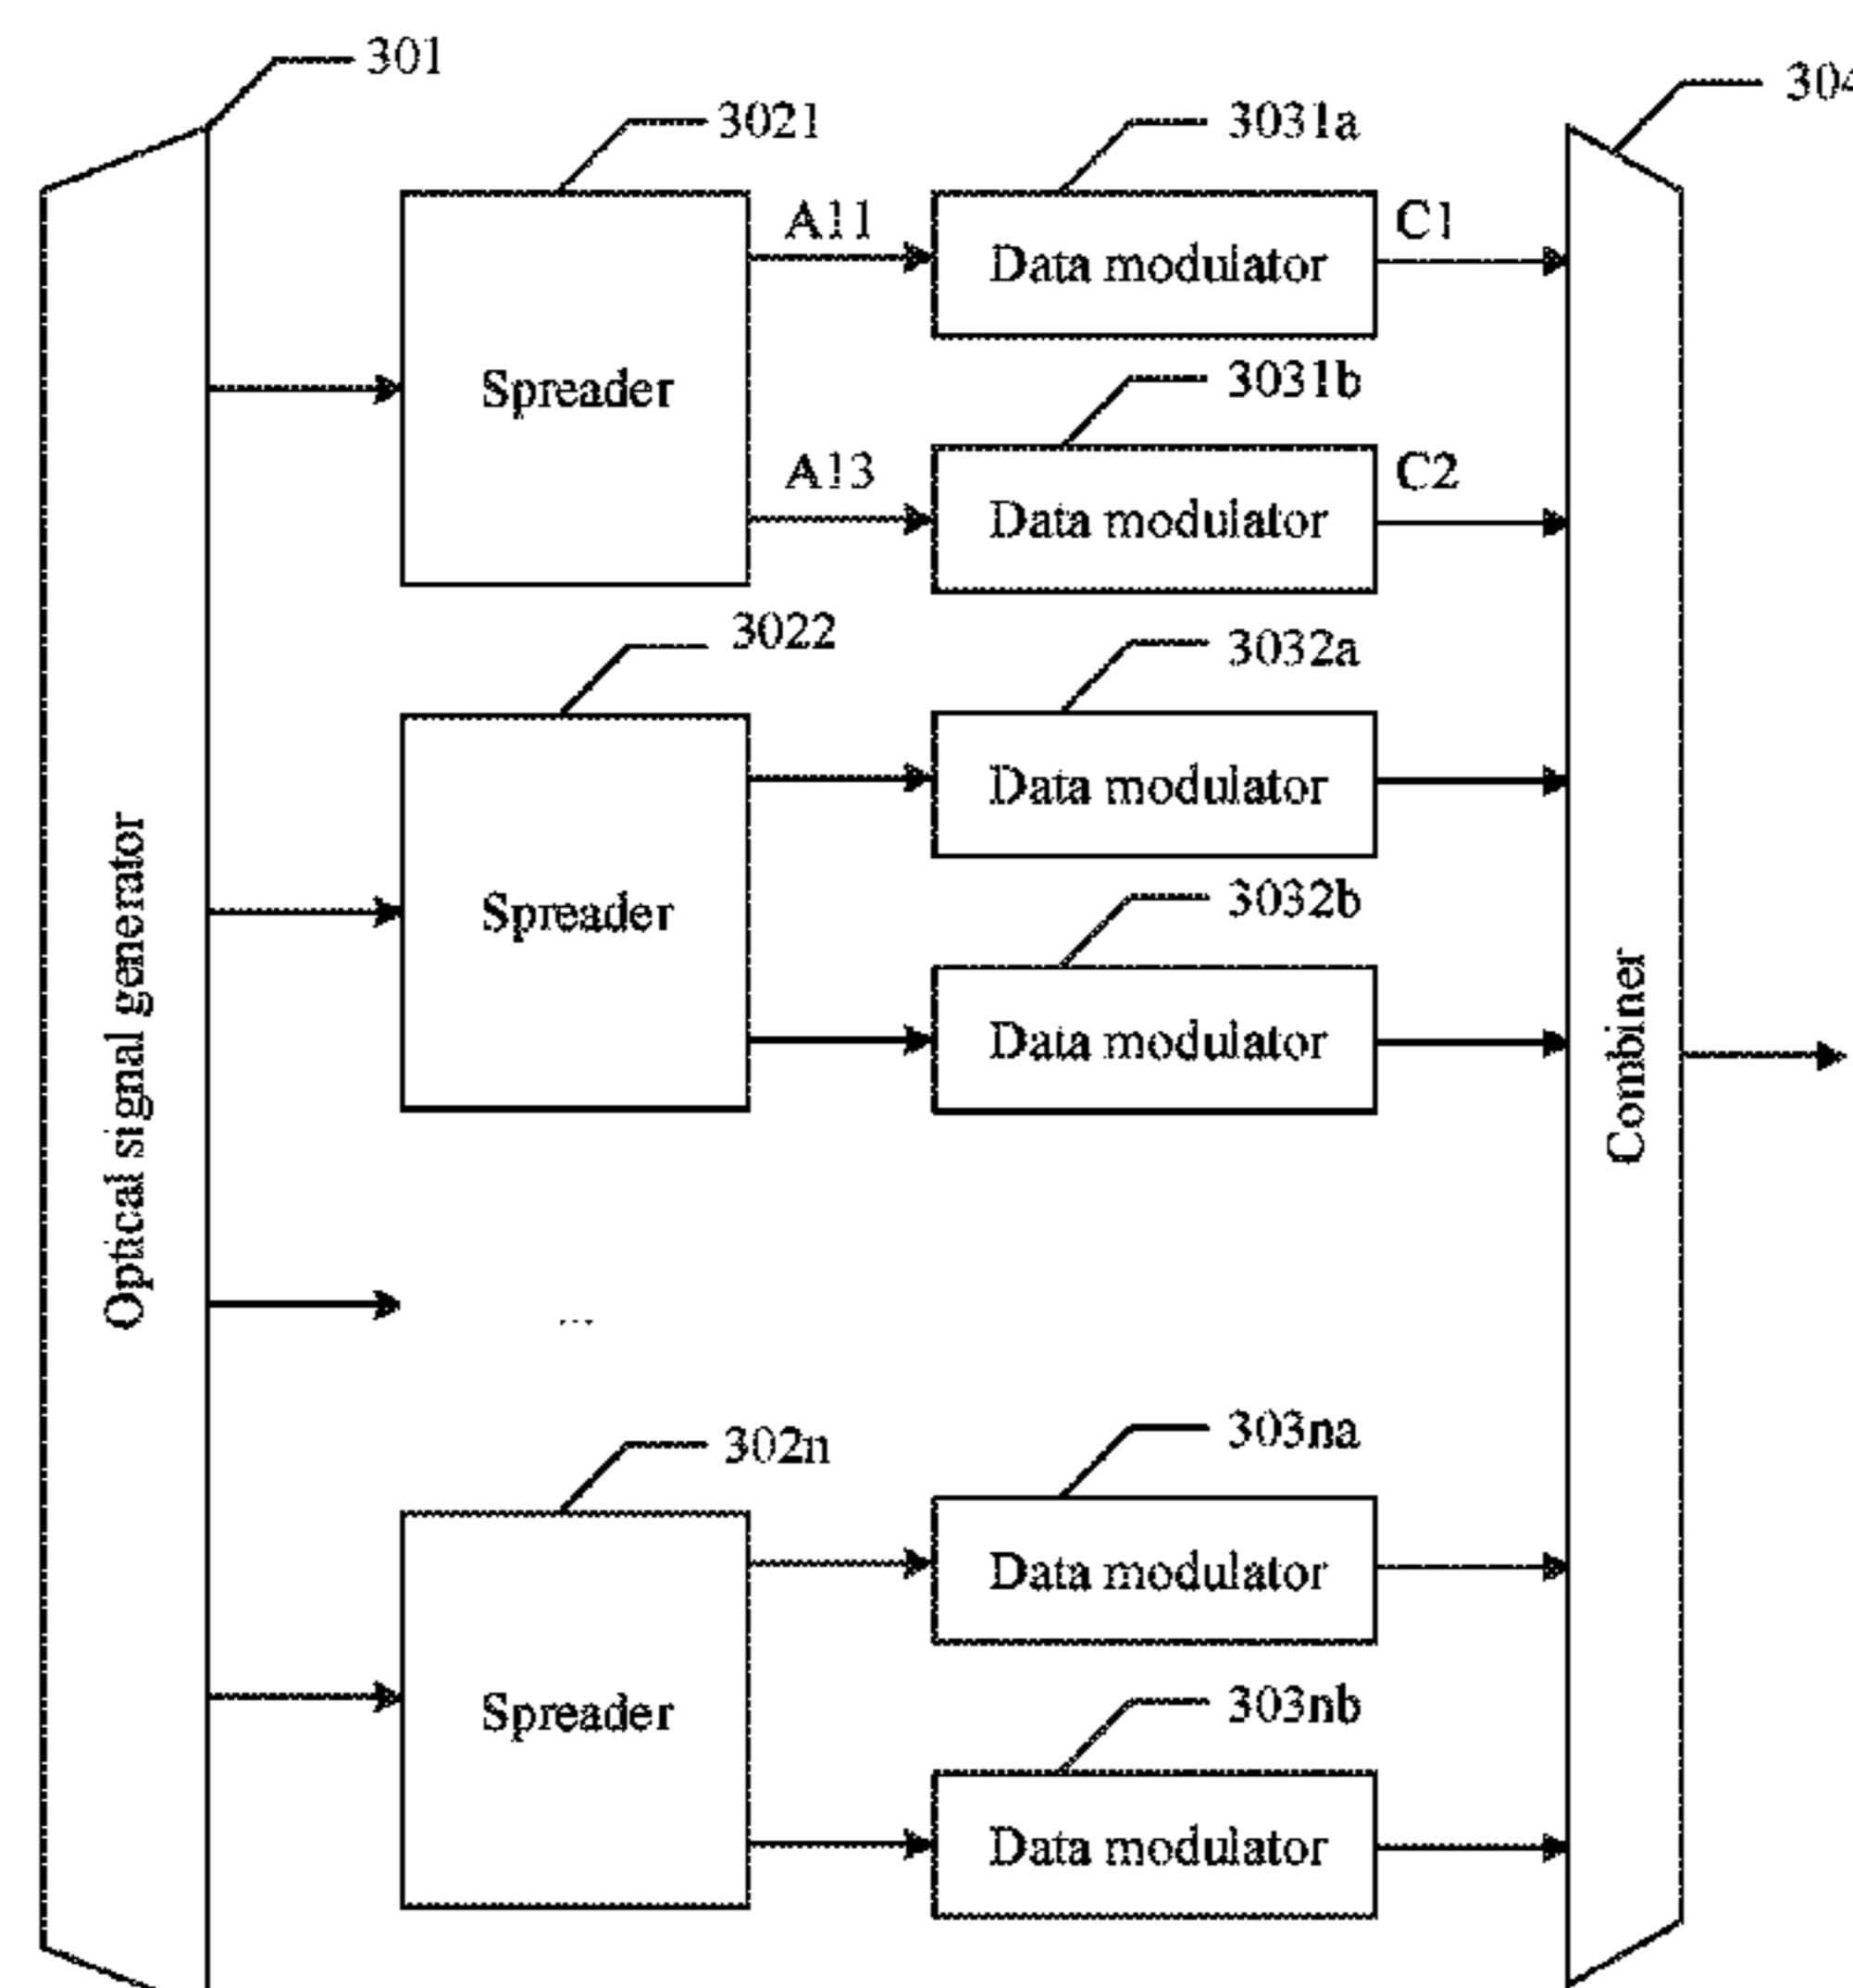 301
304
3021
3031a
A11
C1
Data modulator
Spreader
3031b
A13
C2
Data modulator
3022
3032a
Data modulator
Spreader
3032b
Data modulator
Optical signal generator
Combiner
...
302n
303na
Data modulator
Spreader
303nb
Data modulator